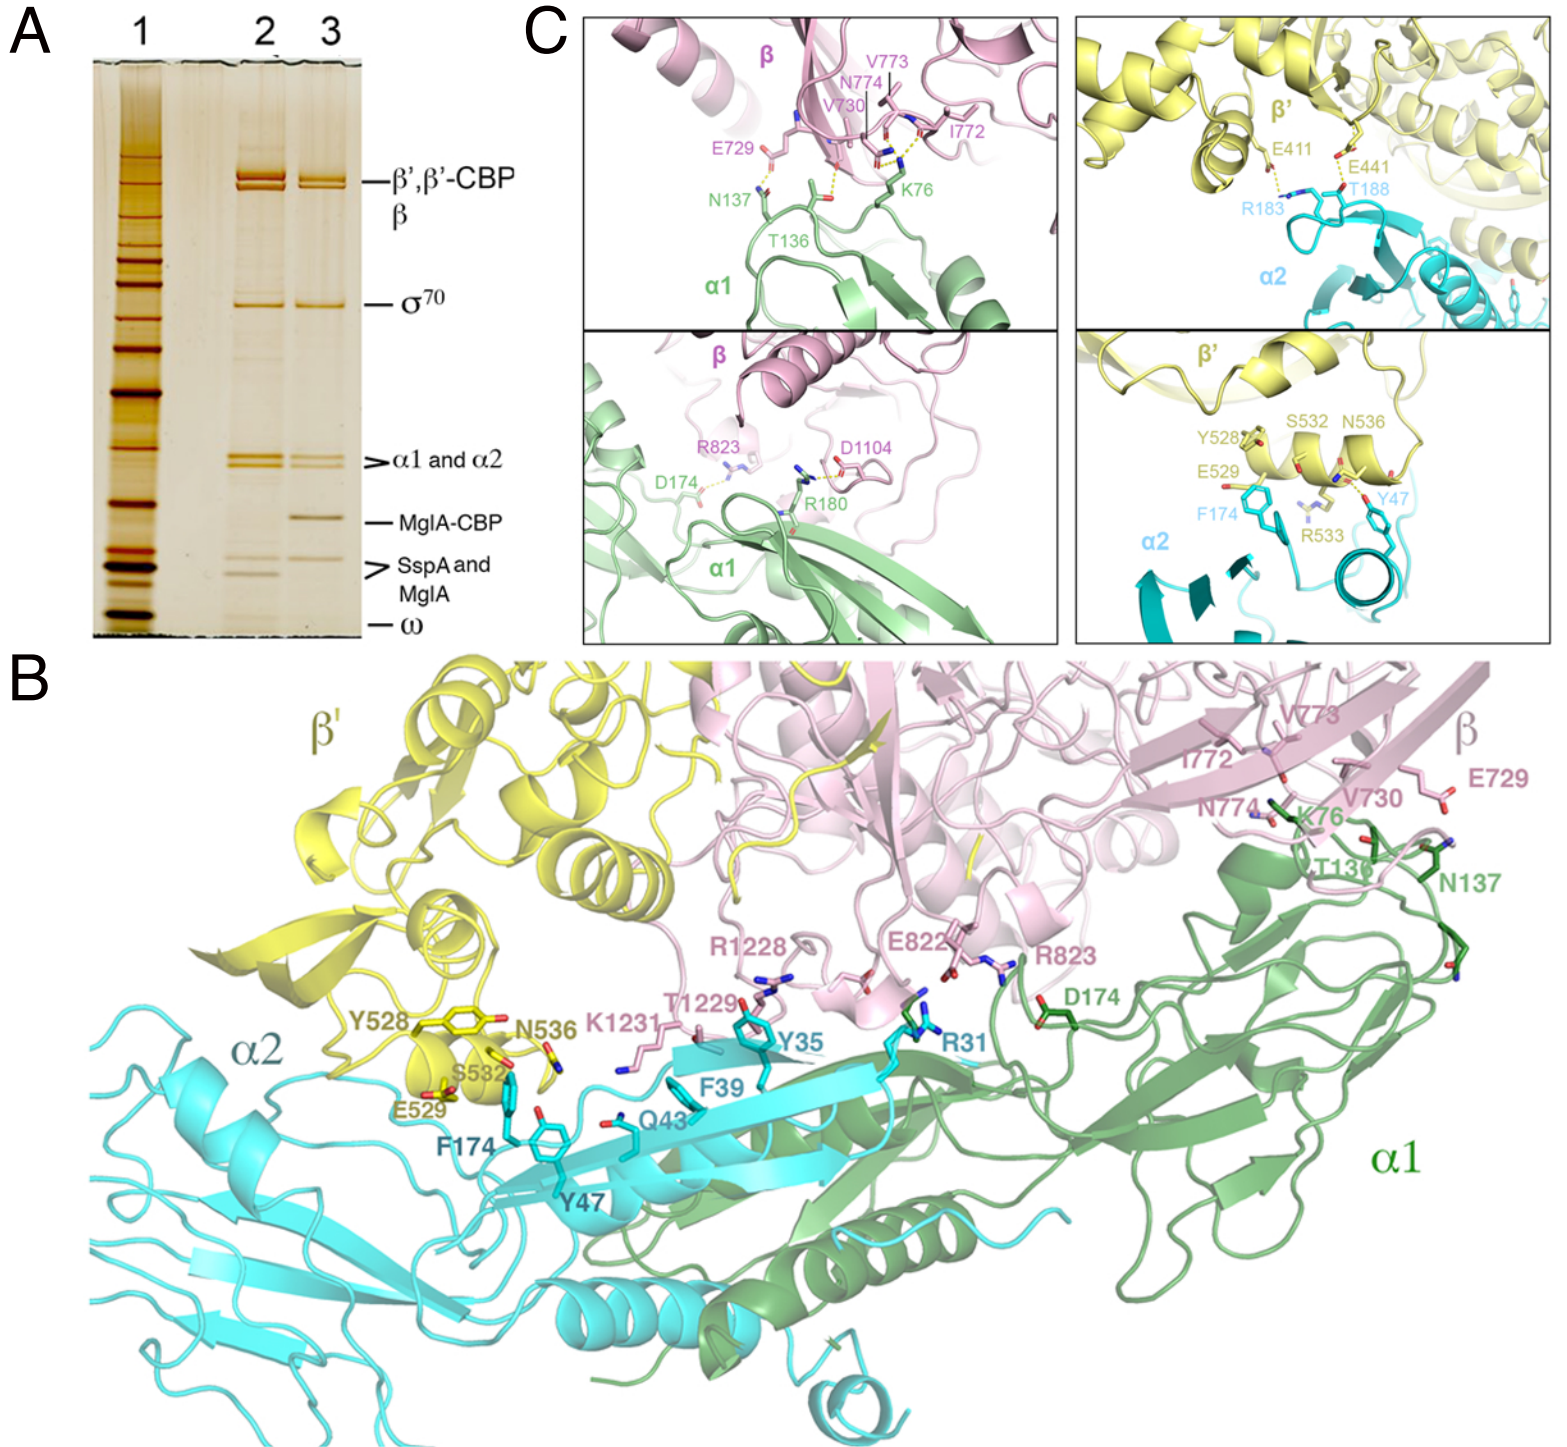 A
1 2 3
β',β'-CBP
β
σ70
α1 and α2
MglA-CBP
SspA and
MglA
ω
C
β
V773
N774
V730
I772
E729
N137
K76
T136
α1
β'
E411
E441
T188
R183
α2
β
R823
D1104
D174
R180
α1
β'
S532 N536
Y528
E529
Y47
F174
R533
α2
B
β'
V773
β
I772
E729
V730
N774
K76
T136
N137
R1228
E822
R823
D174
T1229
K1231
Y528
N536
Y35
R31
α2
S532
F39
E529
Q43
F174
α1
Y47